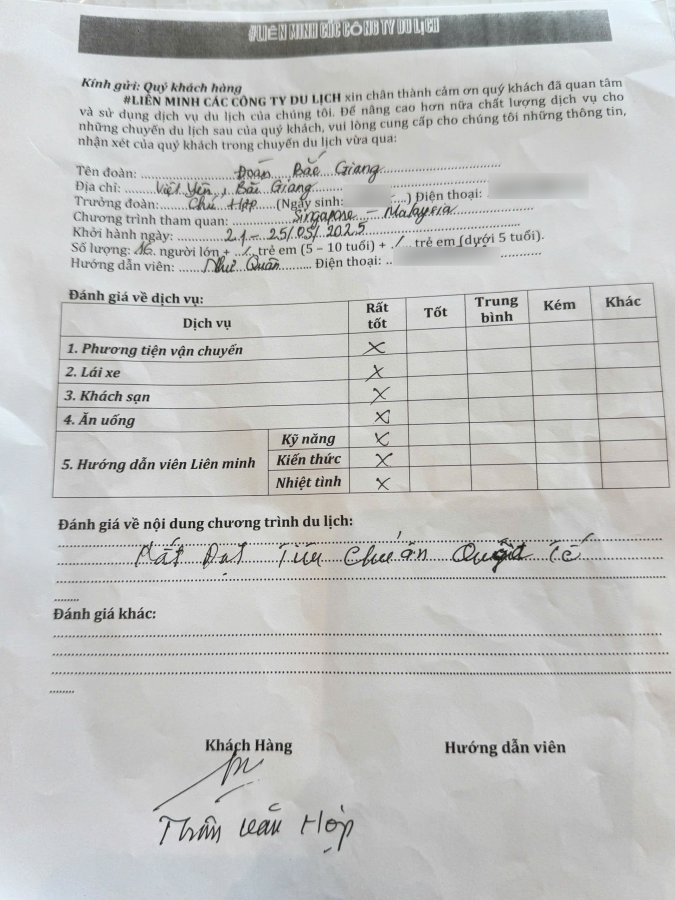 #LIÊN MINH CÁC CÔNG TY DU LỊCH
Kính gửi: Quý khách hàng
#LIÊN MINH CÁC CÔNG TY DU LỊCH xin chân thành cảm ơn quý khách đã quan tâm
và sử dụng dịch vụ du lịch của chúng tôi. Để nâng cao hơn nữa chất lượng dịch vụ cho
những chuyến du lịch sau của quý khách, vui lòng cung cấp cho chúng tôi những thông tin,
nhận xét của quý khách trong chuyến du lịch vừa qua:
Tên đoàn: Đoàn Bắc Giang
Địa chỉ: Việt Yên, Bắc Giang
Trưởng đoàn: Chú Hợp (Ngày sinh: ) Điện thoại:
Chương trình tham quan: Singapore - Malaysia
Khởi hành ngày: 21 - 25/05/2025
Số lượng: 16 người lớn + / trẻ em (5 – 10 tuổi) + / trẻ em (dưới 5 tuổi).
Hướng dẫn viên: Như Quân Điện thoại:
Đánh giá về dịch vụ:
Dịch vụ Rất tốt Tốt Trung bình Kém Khác
1. Phương tiện vận chuyển X
2. Lái xe X
3. Khách sạn X
4. Ăn uống X
5. Hướng dẫn viên Liên minh Kỹ năng X
Kiến thức X
Nhiệt tình X
Đánh giá về nội dung chương trình du lịch:
Rất Đạt Tiêu Chuẩn Quốc tế
Đánh giá khác:
Khách Hàng Hướng dẫn viên
Thân Văn Hợp